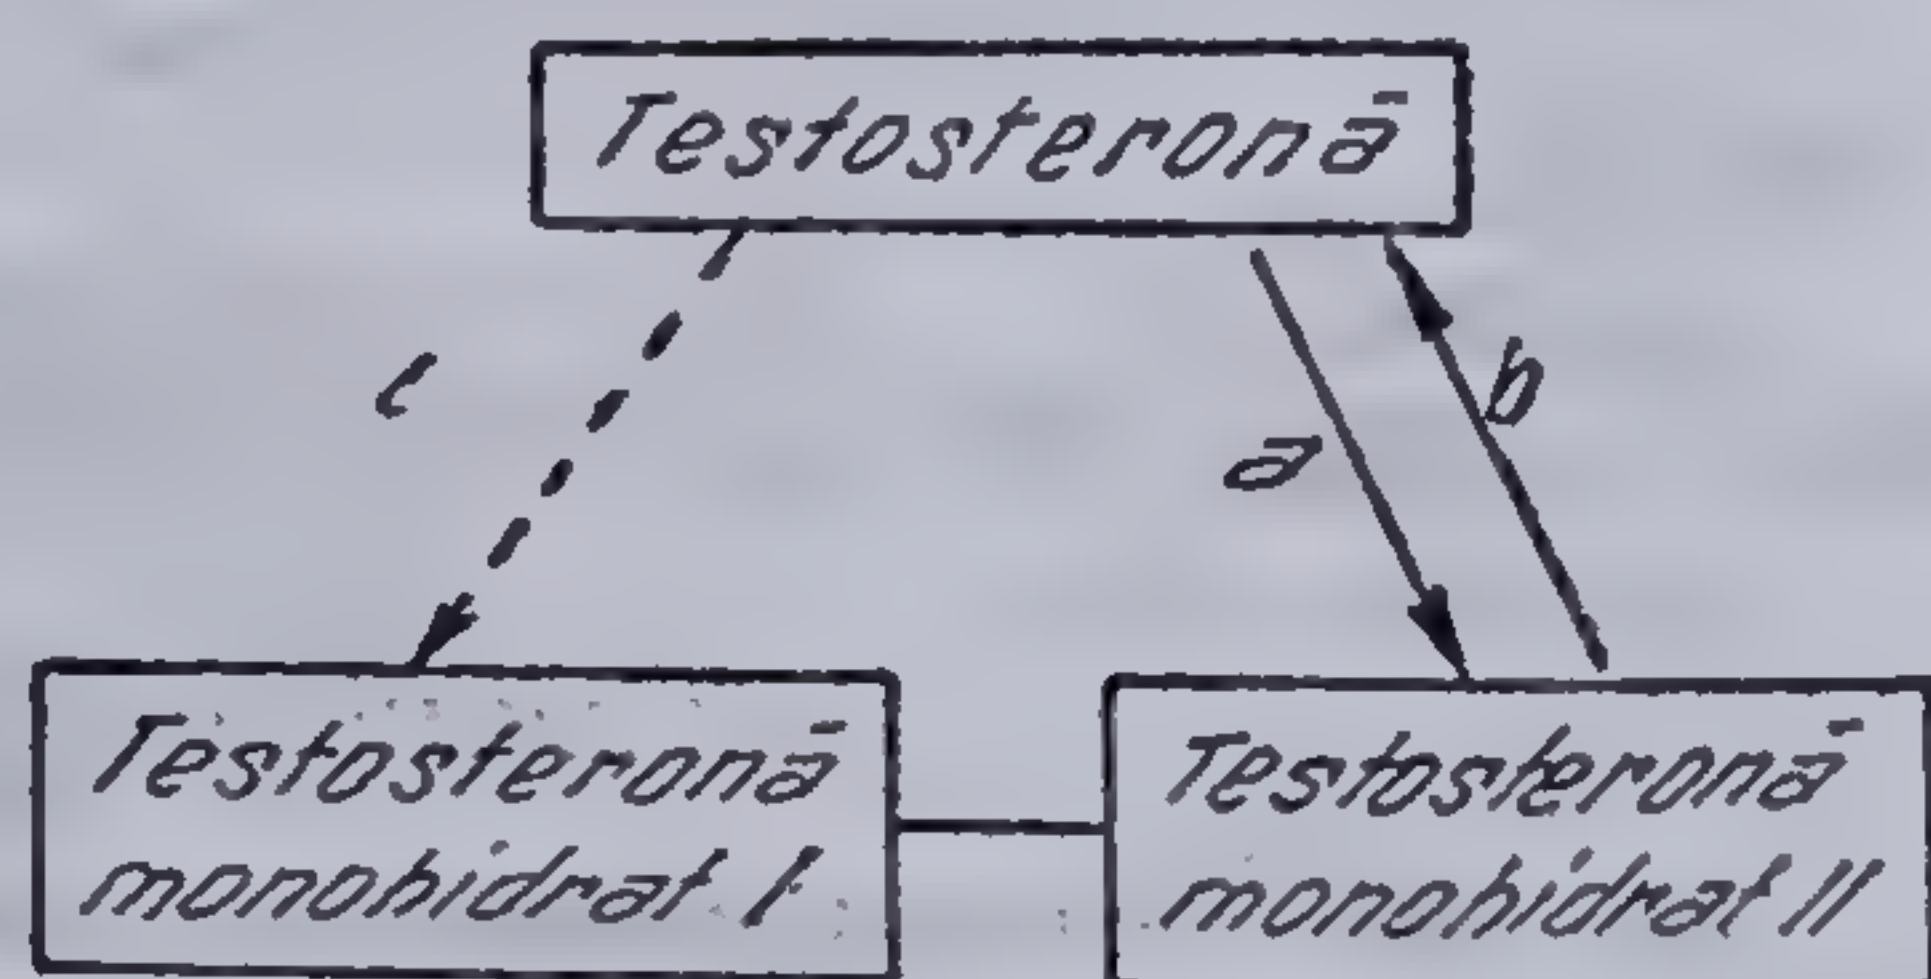 Testosteronă
c
a
b
Testosteronă
monohidrat I
Testosteronă
monohidrat II